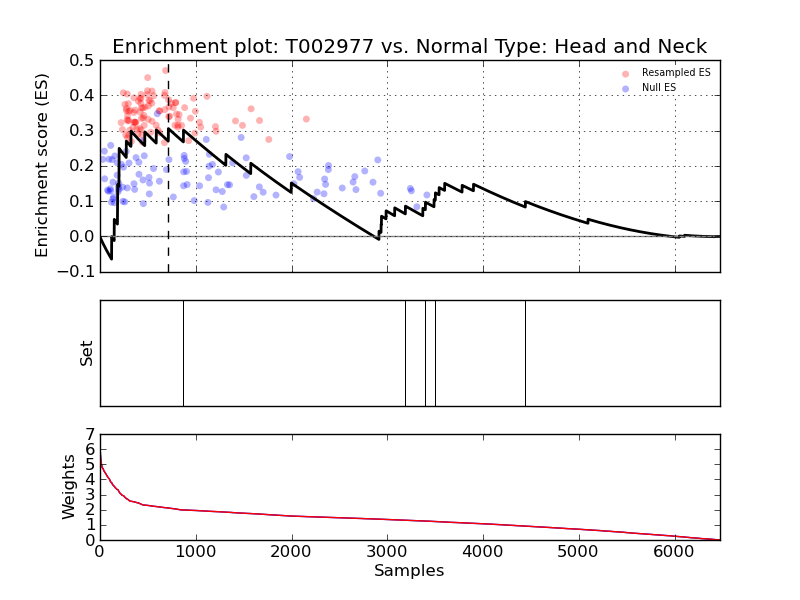 Enrichment plot: T002977 vs. Normal Type: Head and Neck
Enrichment score (ES)
0.5
0.4
0.3
0.2
0.1
0.0
−0.1
Resampled ES
Null ES
Set
Weights
7
6
5
4
3
2
1
0
0 1000 2000 3000 4000 5000 6000
Samples